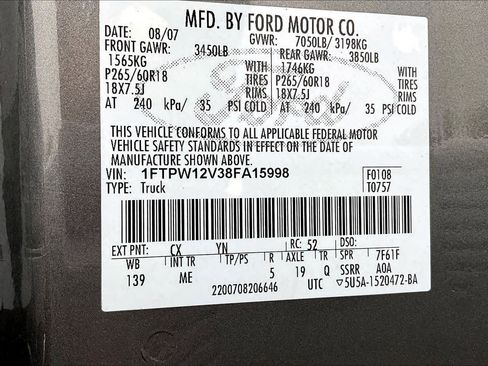 MFD. BY FORD MOTOR CO.
DATE: 08/07 GVWR: 7050LB/ 3198KG
FRONT GAWR: 3450LB REAR GAWR: 3850LB
1565KG WITH 1746KG WITH
P265/60R18 TIRES P265/60R18 TIRES
18X7.5J RIMS 18X7.5J RIMS
AT 240 kPa/ 35 PSI COLD AT 240 kPa/ 35 PSI COLD
Ford
THIS VEHICLE CONFORMS TO ALL APPLICABLE FEDERAL MOTOR
VEHICLE SAFETY STANDARDS IN EFFECT ON THE DATE OF
MANUFACTURE SHOWN ABOVE.
VIN: 1FTPW12V38FA15998 F0108
TYPE: Truck T0757
EXT PNT: CX YN RC: 52 DSO:
WB INT TR TP/PS R AXLE TR SPR 7F61F
139 ME 5 19 Q SSRR A0A
2200708206646 UTC ▽5U5A-1520472-BA